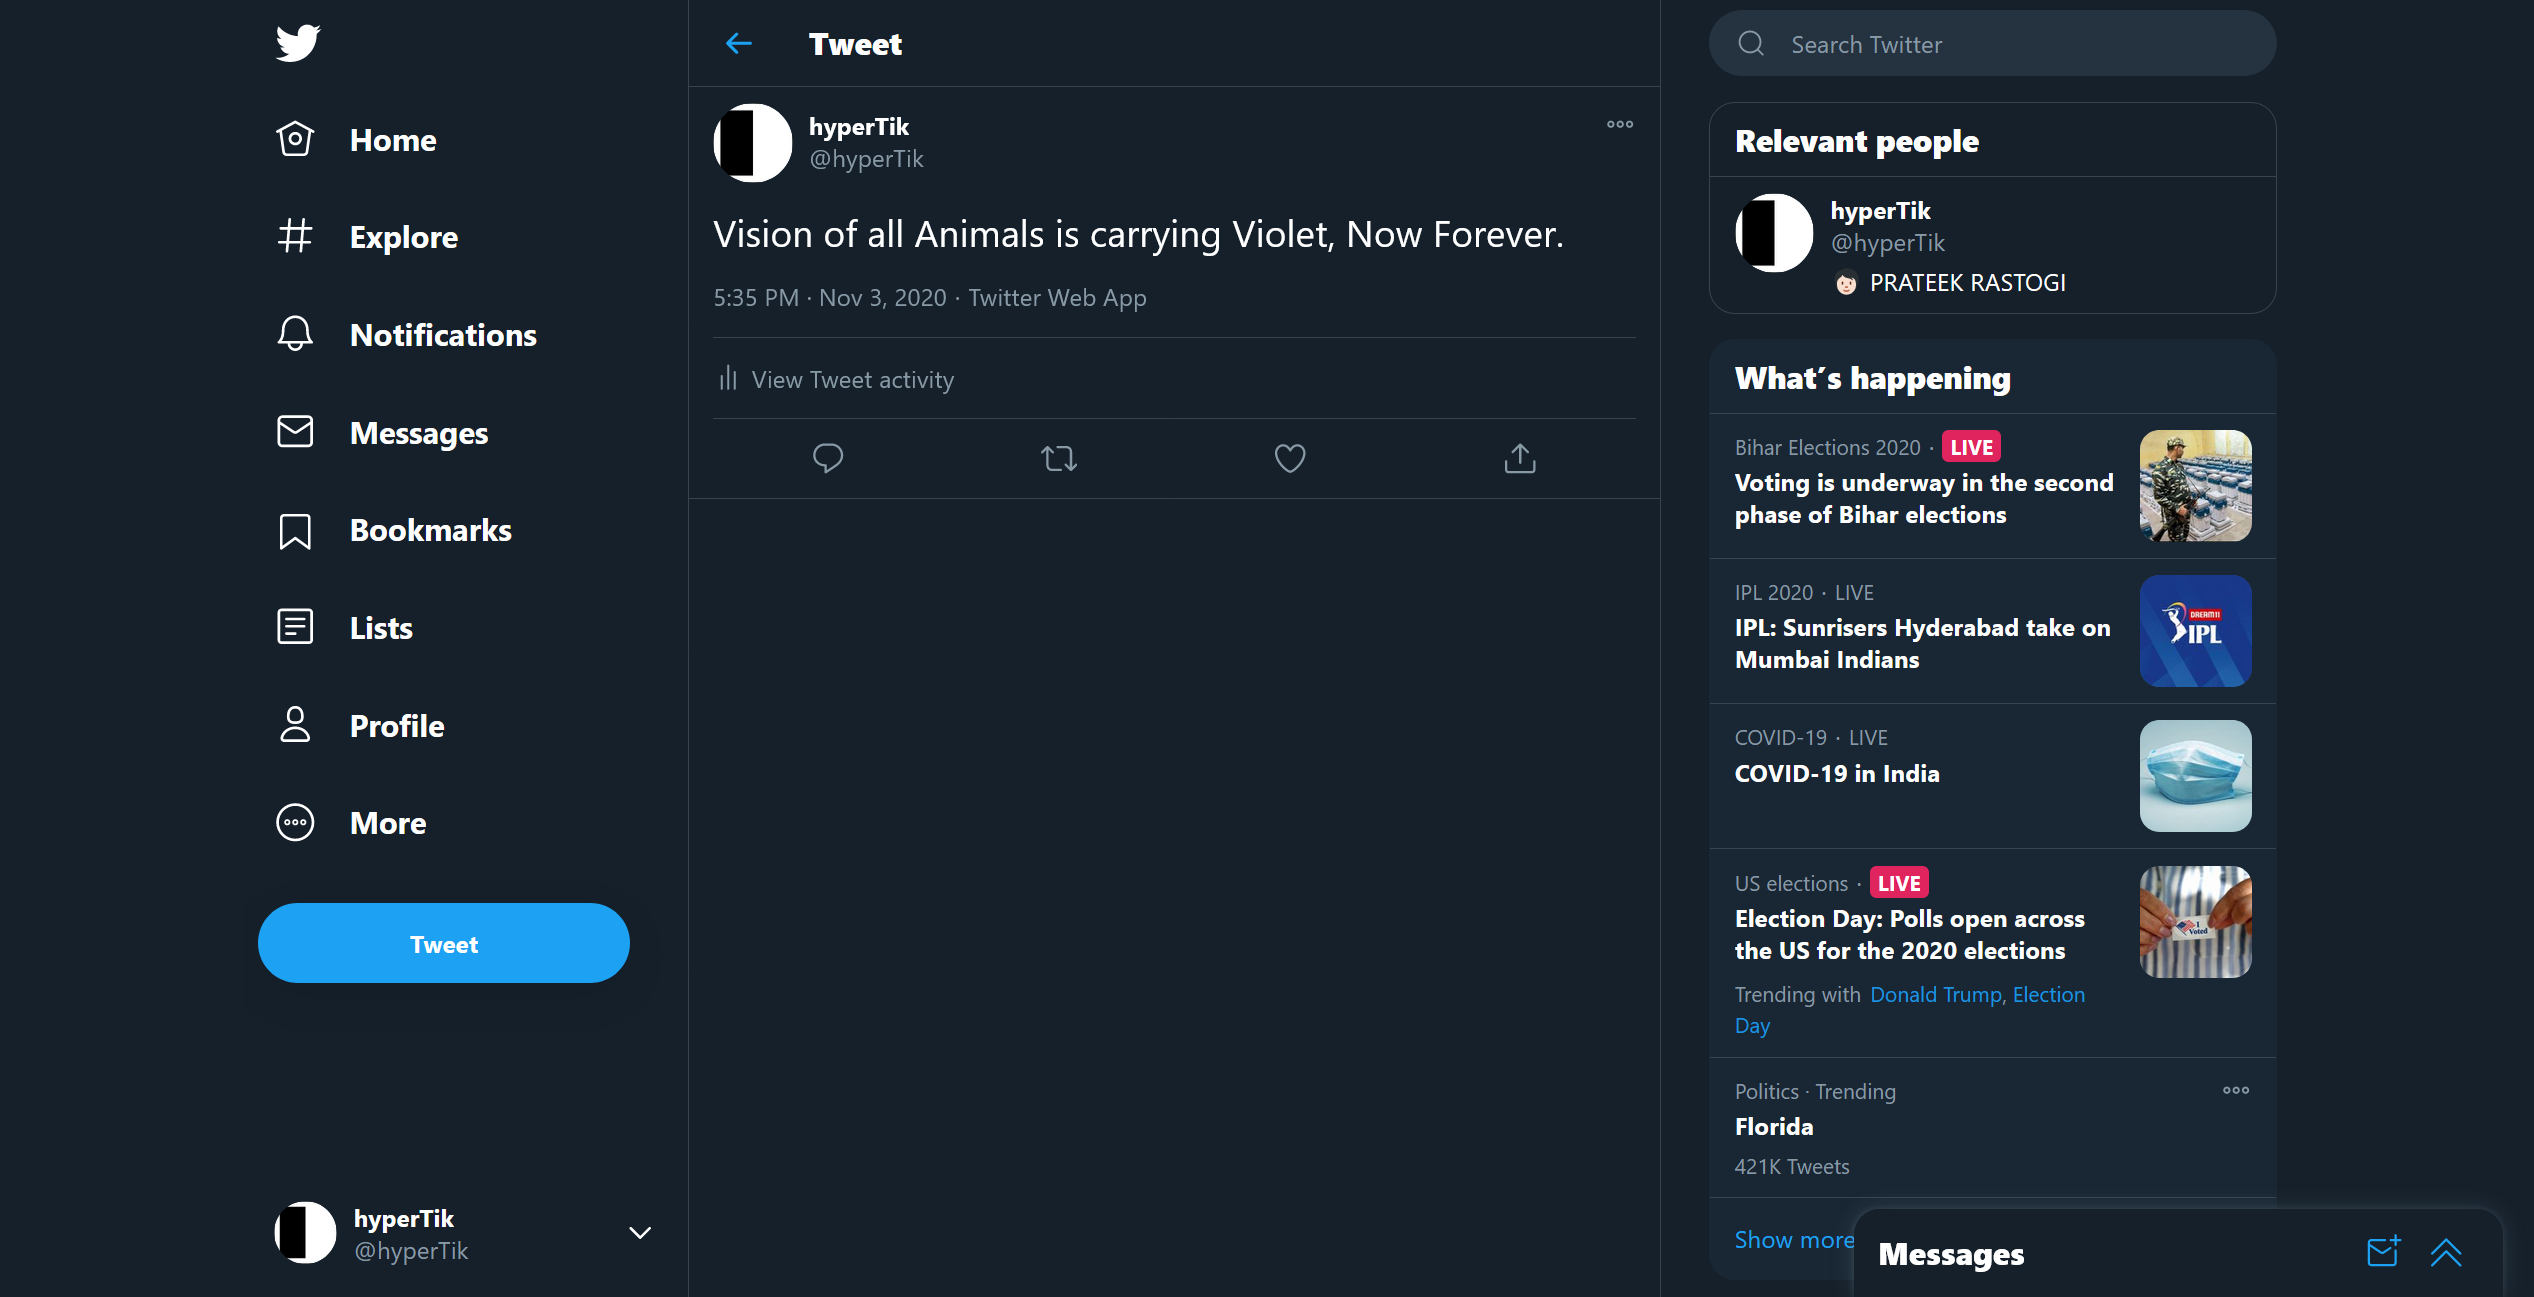 Home
Explore
Notifications
Messages
Bookmarks
Lists
Profile
More
Tweet
hyperTik
@hyperTik
Tweet
hyperTik
@hyperTik
Vision of all Animals is carrying Violet, Now Forever.
5:35 PM · Nov 3, 2020 · Twitter Web App
View Tweet activity
Search Twitter
Relevant people
hyperTik
@hyperTik
PRATEEK RASTOGI
What´s happening
Bihar Elections 2020 · LIVE
Voting is underway in the second
phase of Bihar elections
IPL 2020 · LIVE
IPL: Sunrisers Hyderabad take on
Mumbai Indians
DREAM11
IPL
COVID-19 · LIVE
COVID-19 in India
US elections · LIVE
Election Day: Polls open across
the US for the 2020 elections
I
Voted
Trending with Donald Trump, Election
Day
Politics · Trending
Florida
421K Tweets
Show more
Messages